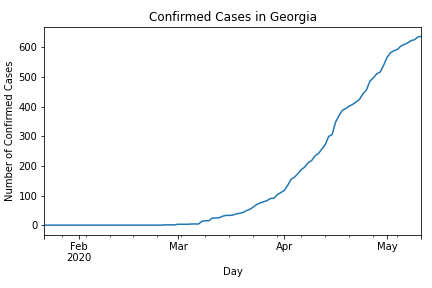 Confirmed Cases in Georgia
Number of Confirmed Cases
600
500
400
300
200
100
0
Feb
2020
Mar
Apr
May
Day